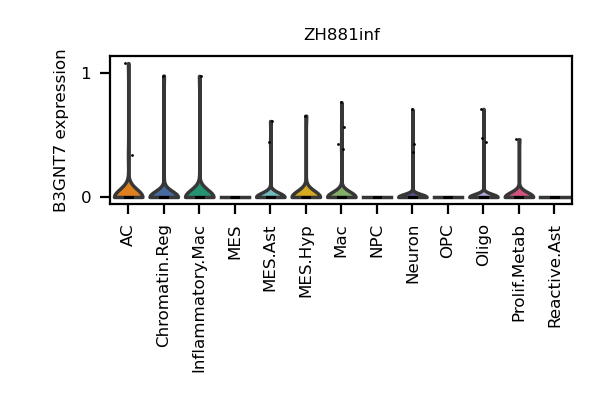 ZH881inf
B3GNT7 expression
1
0
AC
Chromatin.Reg
Inflammatory.Mac
MES
MES.Ast
MES.Hyp
Mac
NPC
Neuron
OPC
Oligo
Prolif.Metab
Reactive.Ast